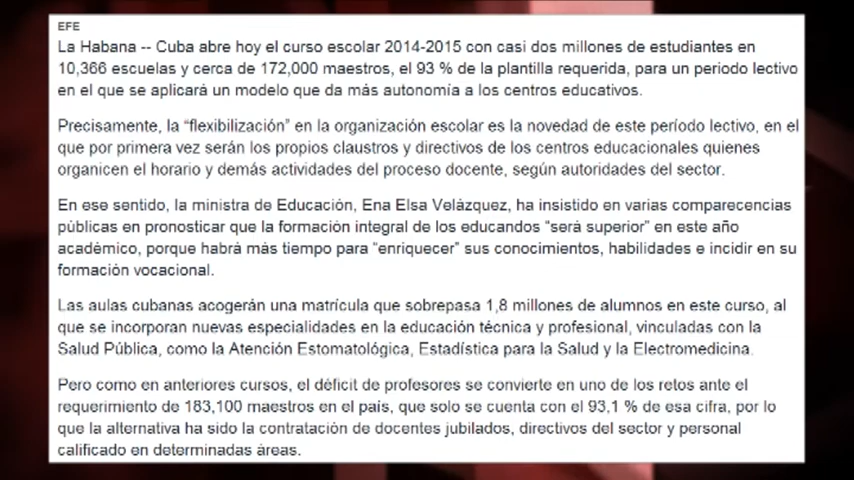 EFE
La Habana -- Cuba abre hoy el curso escolar 2014-2015 con casi dos millones de estudiantes en
10,366 escuelas y cerca de 172,000 maestros, el 93 % de la plantilla requerida, para un periodo lectivo
en el que se aplicará un modelo que da más autonomía a los centros educativos.
Precisamente, la “flexibilización” en la organización escolar es la novedad de este período lectivo, en el
que por primera vez serán los propios claustros y directivos de los centros educacionales quienes
organicen el horario y demás actividades del proceso docente, según autoridades del sector.
En ese sentido, la ministra de Educación, Ena Elsa Velázquez, ha insistido en varias comparecencias
públicas en pronosticar que la formación integral de los educandos “será superior” en este año
académico, porque habrá más tiempo para “enriquecer” sus conocimientos, habilidades e incidir en su
formación vocacional.
Las aulas cubanas acogerán una matrícula que sobrepasa 1,8 millones de alumnos en este curso, al
que se incorporan nuevas especialidades en la educación técnica y profesional, vinculadas con la
Salud Pública, como la Atención Estomatológica, Estadística para la Salud y la Electromedicina.
Pero como en anteriores cursos, el déficit de profesores se convierte en uno de los retos ante el
requerimiento de 183,100 maestros en el país, que solo se cuenta con el 93,1 % de esa cifra, por lo
que la alternativa ha sido la contratación de docentes jubilados, directivos del sector y personal
calificado en determinadas áreas.